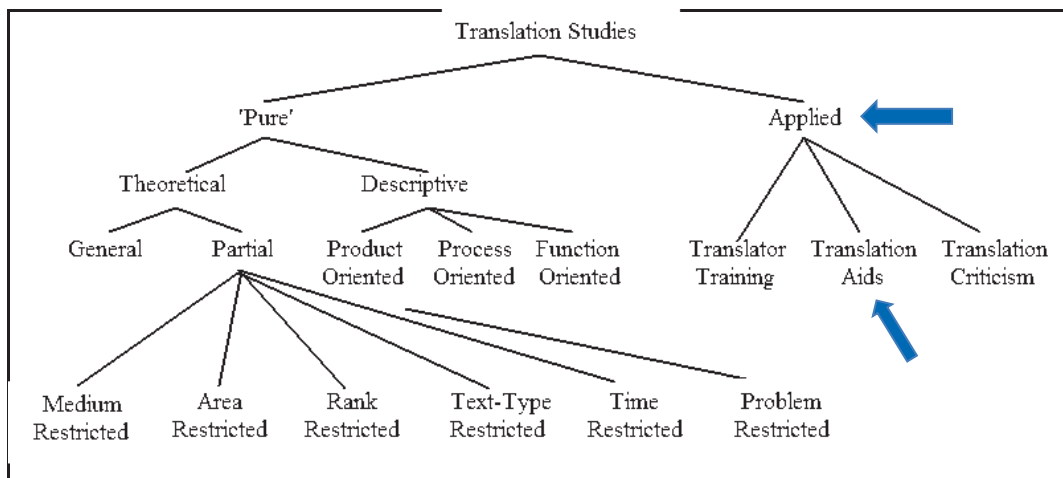 Translation Studies
'Pure'
Applied
Theoretical
Descriptive
General
Partial
Product
Oriented
Process
Oriented
Function
Oriented
Translator
Training
Translation
Aids
Translation
Criticism
Medium
Restricted
Area
Restricted
Rank
Restricted
Text-Type
Restricted
Time
Restricted
Problem
Restricted